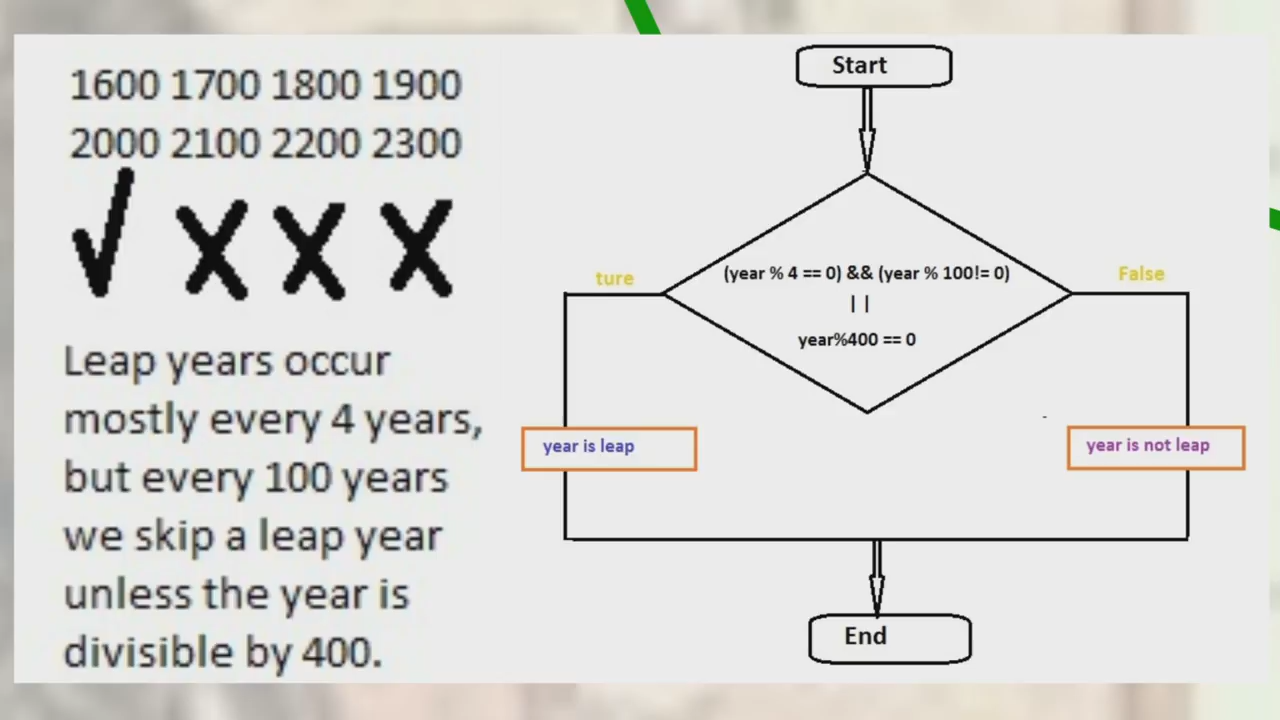 1600 1700 1800 1900
2000 2100 2200 2300
Leap years occur
mostly every 4 years,
but every 100 years
we skip a leap year
unless the year is
divisible by 400.
Start
(year % 4 == 0) && (year % 100!= 0)
| |
year%400 == 0
ture
False
year is leap
year is not leap
End